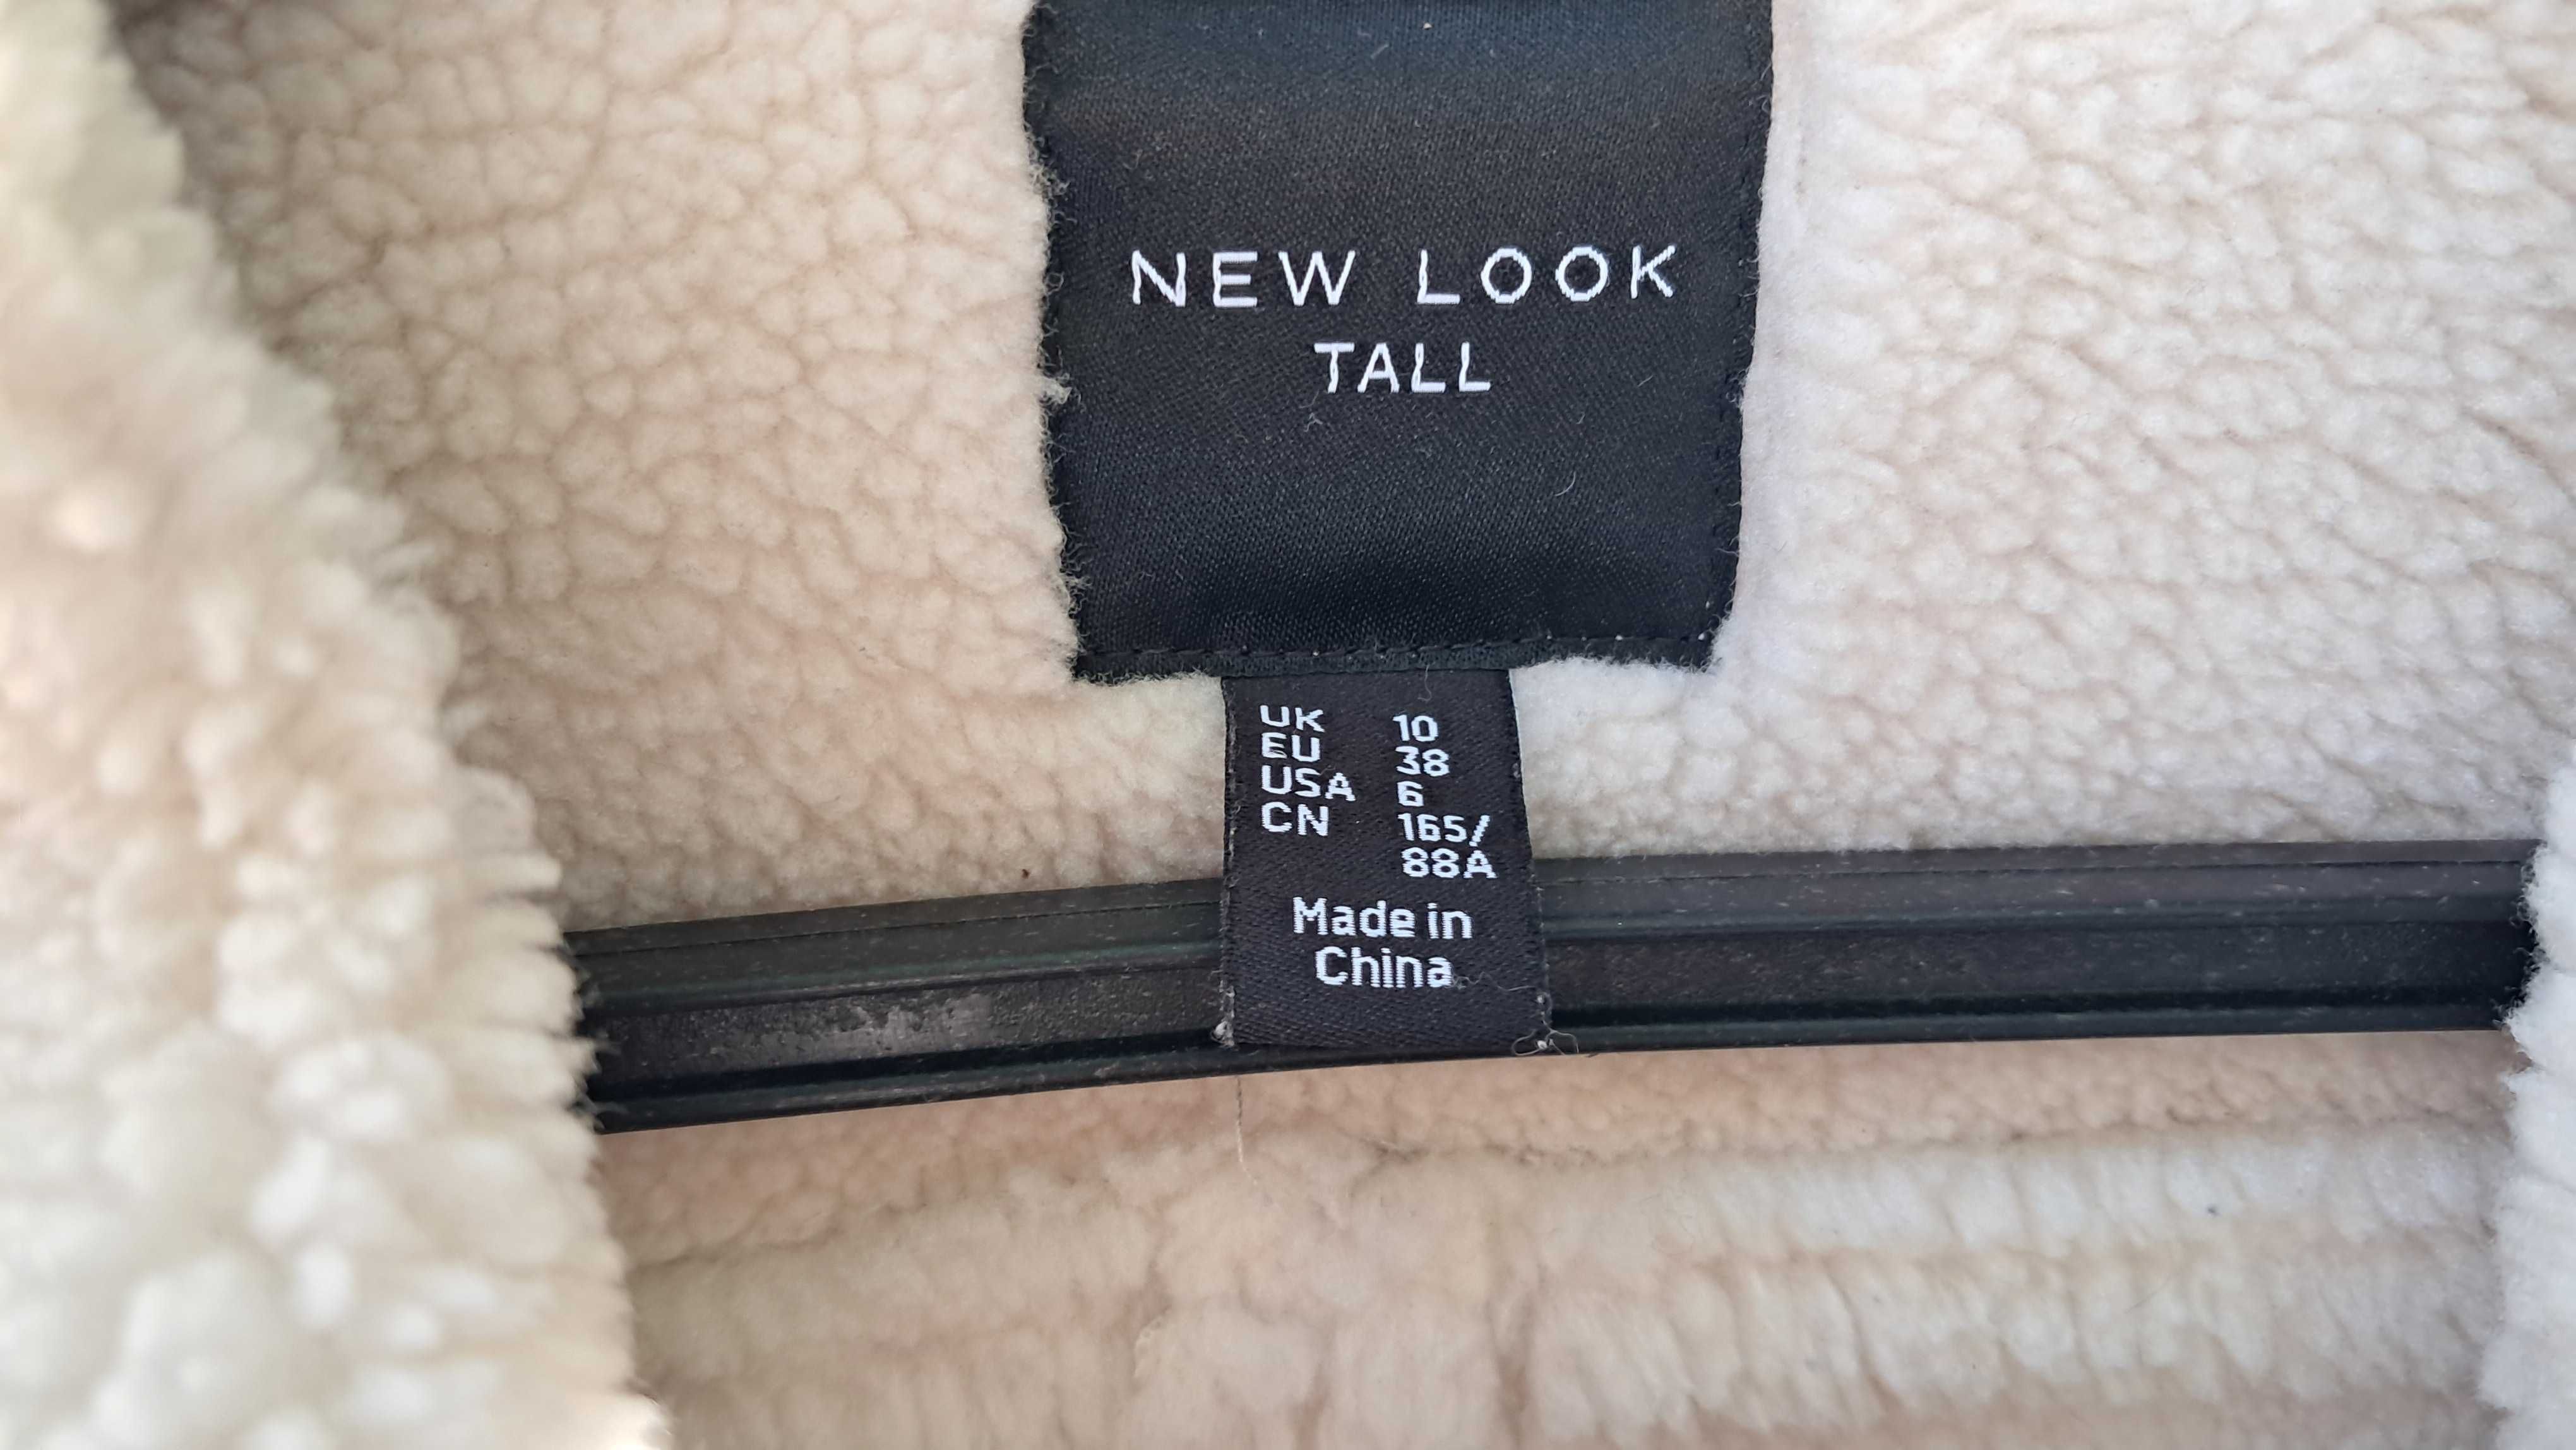 NEW LOOK
TALL
UK 10
EU 38
USA 6
CN 165/
88A
Made in
China